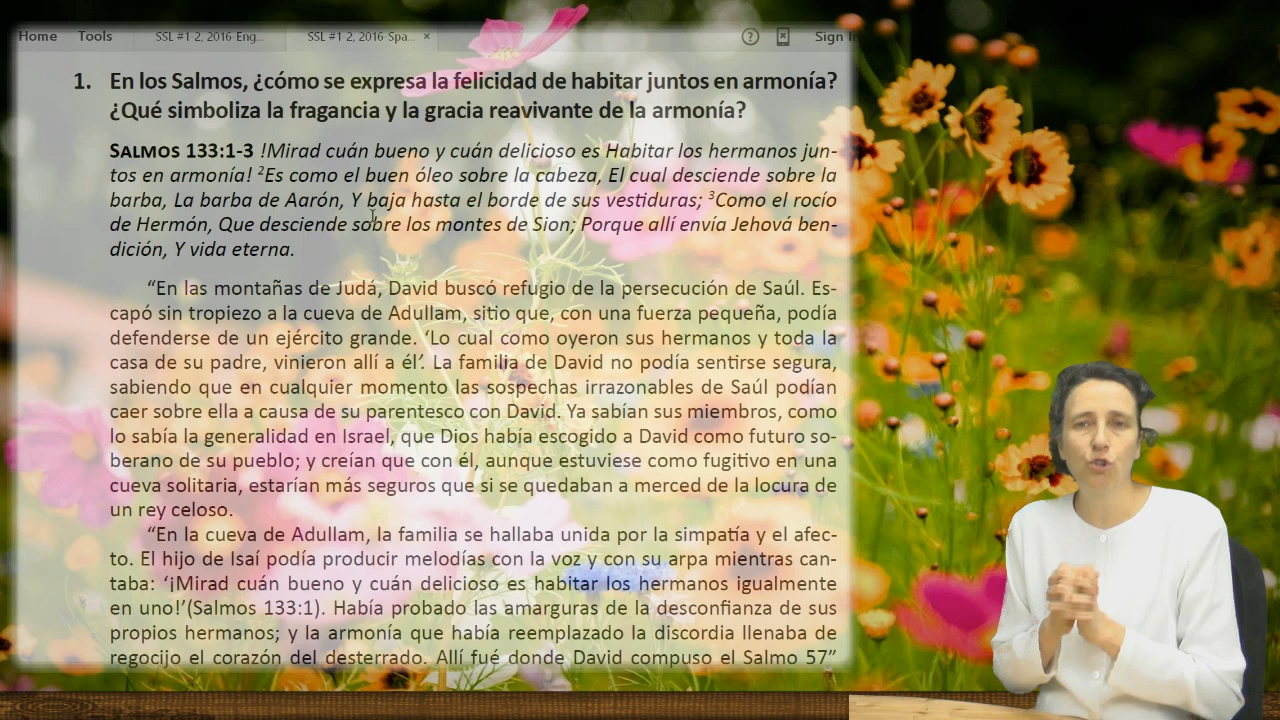 Home Tools SSL #1 2, 2016-Eng... SSL #1 2, 2016-Spa... × ? Sign In
1. En los Salmos, ¿cómo se expresa la felicidad de habitar juntos en armonía?
¿Qué simboliza la fragancia y la gracia reavivante de la armonía?
SALMOS 133:1-3 !Mirad cuán bueno y cuán delicioso es Habitar los hermanos jun-
tos en armonía! ²Es como el buen óleo sobre la cabeza, El cual desciende sobre la
barba, La barba de Aarón, Y baja hasta el borde de sus vestiduras; ³Como el rocío
de Hermón, Que desciende sobre los montes de Sion; Porque allí envía Jehová ben-
dición, Y vida eterna.
“En las montañas de Judá, David buscó refugio de la persecución de Saúl. Es-
capó sin tropiezo a la cueva de Adullam, sitio que, con una fuerza pequeña, podía
defenderse de un ejército grande. ‘Lo cual como oyeron sus hermanos y toda la
casa de su padre, vinieron allí a él’. La familia de David no podía sentirse segura,
sabiendo que en cualquier momento las sospechas irrazonables de Saúl podían
caer sobre ella a causa de su parentesco con David. Ya sabían sus miembros, como
lo sabía la generalidad en Israel, que Dios había escogido a David como futuro so-
berano de su pueblo; y creían que con él, aunque estuviese como fugitivo en una
cueva solitaria, estarían más seguros que si se quedaban a merced de la locura de
un rey celoso.
“En la cueva de Adullam, la familia se hallaba unida por la simpatía y el afec-
to. El hijo de Isaí podía producir melodías con la voz y con su arpa mientras can-
taba: ‘¡Mirad cuán bueno y cuán delicioso es habitar los hermanos igualmente
en uno!’(Salmos 133:1). Había probado las amarguras de la desconfianza de sus
propios hermanos; y la armonía que había reemplazado la discordia llenaba de
regocijo el corazón del desterrado. Allí fué donde David compuso el Salmo 57”